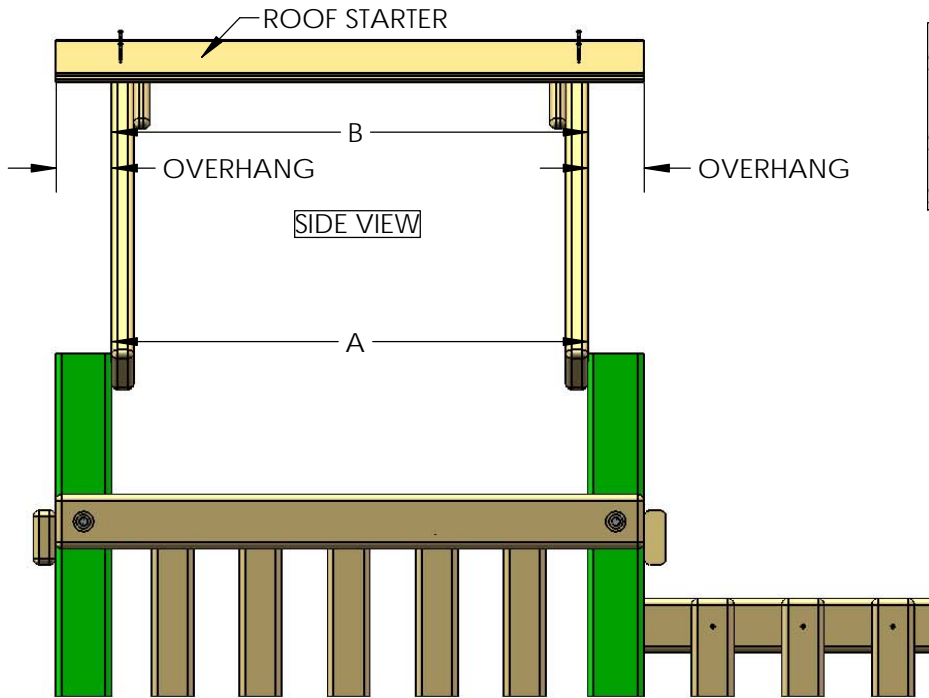 ROOF STARTER
B
OVERHANG
OVERHANG
SIDE VIEW
A